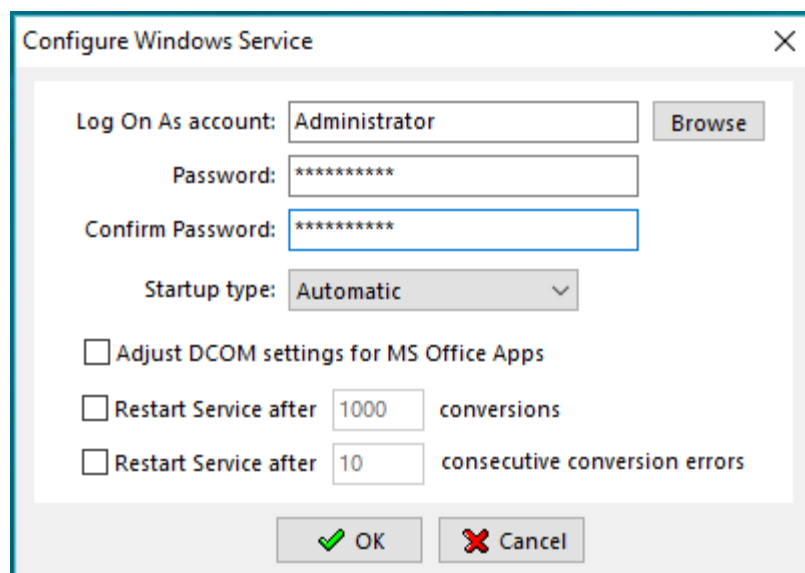 Configure Windows Service
Log On As account: Administrator Browse
Password: **********
Confirm Password: **********
Startup type: Automatic
Adjust DCOM settings for MS Office Apps
Restart Service after 1000 conversions
Restart Service after 10 consecutive conversion errors
OK Cancel